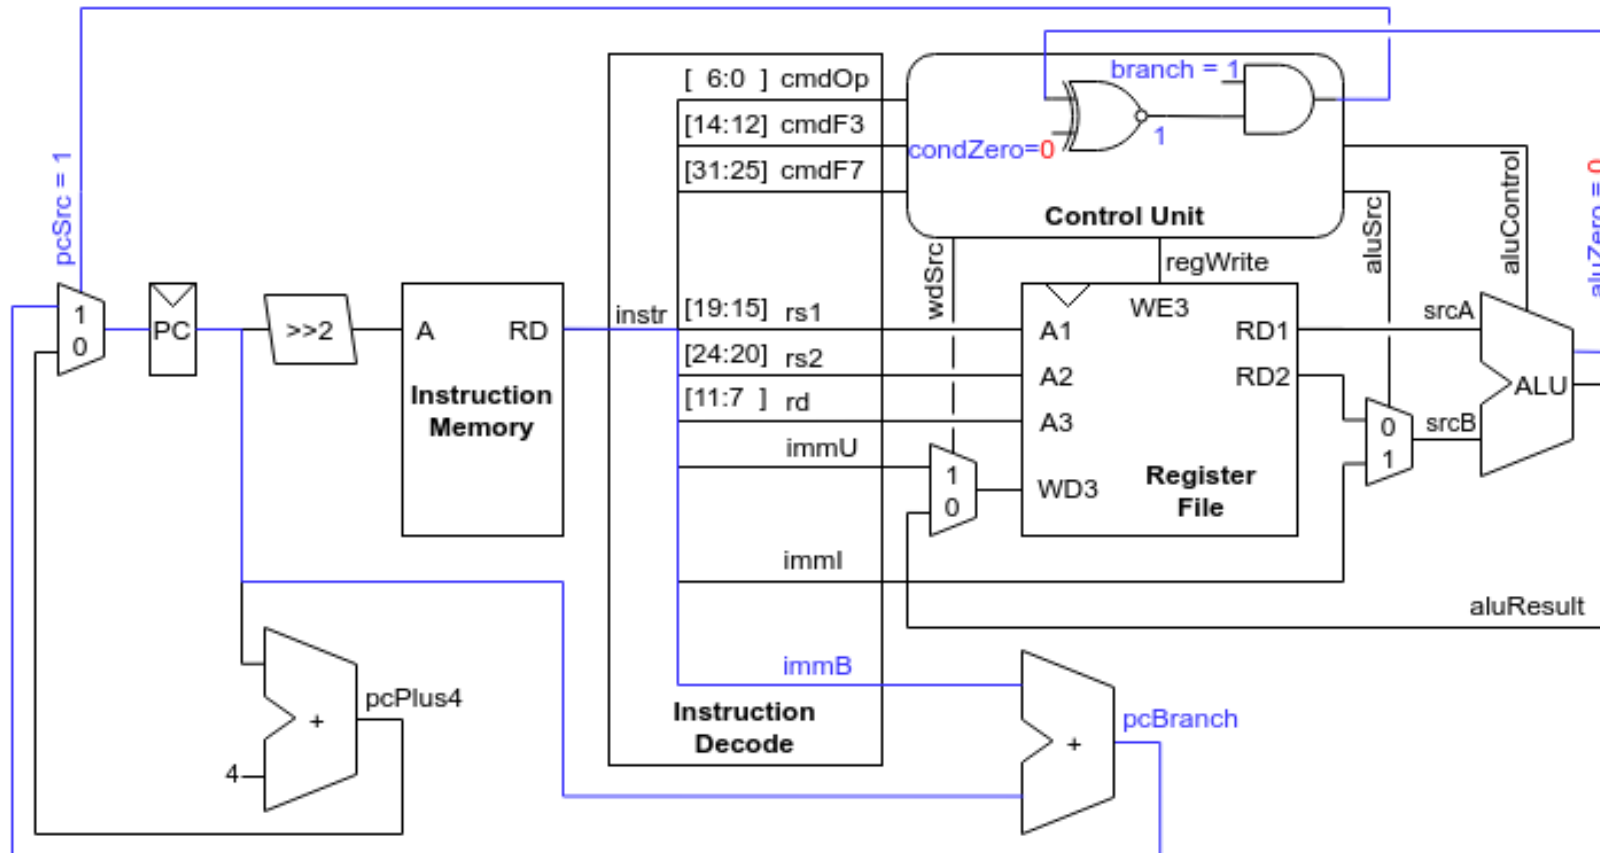 [ 6:0 ] cmdOp
branch = 1
[14:12] cmdF3
condZero=0
1
[31:25] cmdF7
pcSrc = 1
Control Unit
wdSrc
regWrite
aluSrc
aluControl
aluZero = 0
1
0
PC
>>2
A
RD
Instruction
Memory
instr
[19:15] rs1
[24:20] rs2
[11:7 ] rd
immU
1
0
A1
A2
A3
WD3
WE3
RD1
RD2
Register
File
srcA
0
1
srcB
ALU
immI
aluResult
immB
Instruction
Decode
pcPlus4
+
4
pcBranch
+